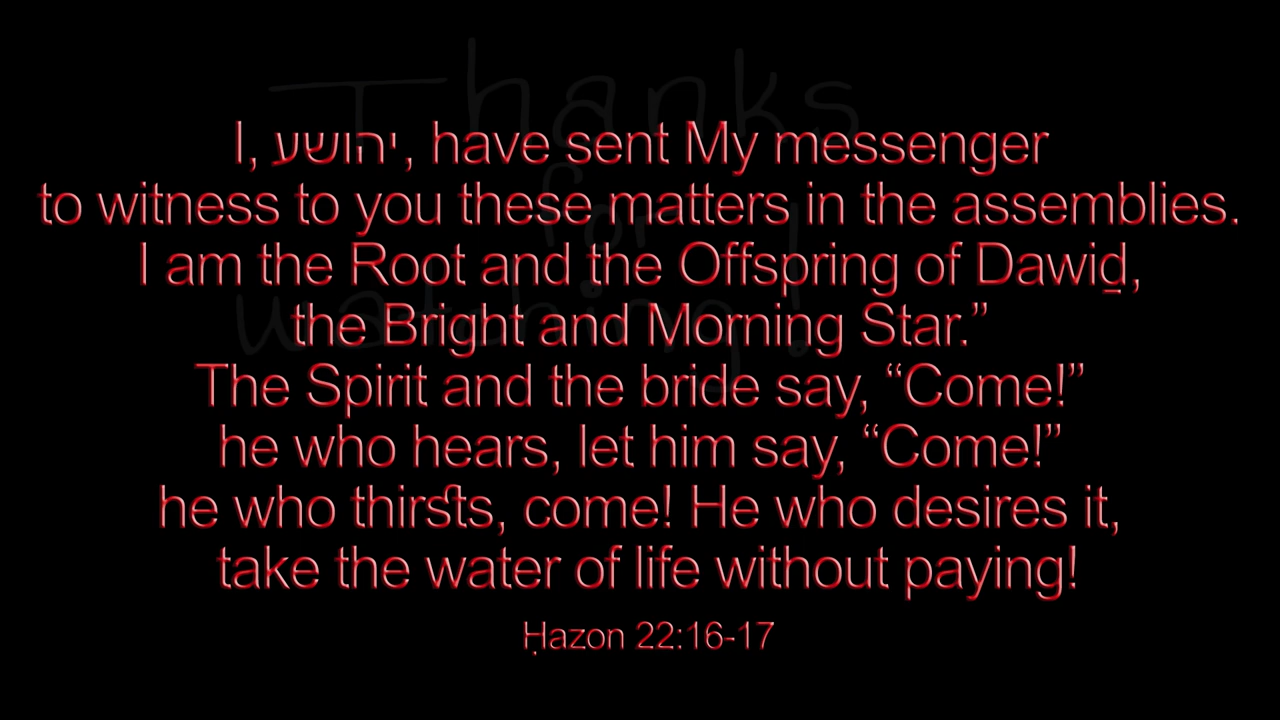 Thanks
for
watching!
I, יהושע, have sent My messenger
to witness to you these matters in the assemblies.
I am the Root and the Offspring of Dawiḏ,
the Bright and Morning Star.”
The Spirit and the bride say, “Come!”
he who hears, let him say, “Come!”
he who thirsts, come! He who desires it,
take the water of life without paying!
Ḥazon 22:16-17